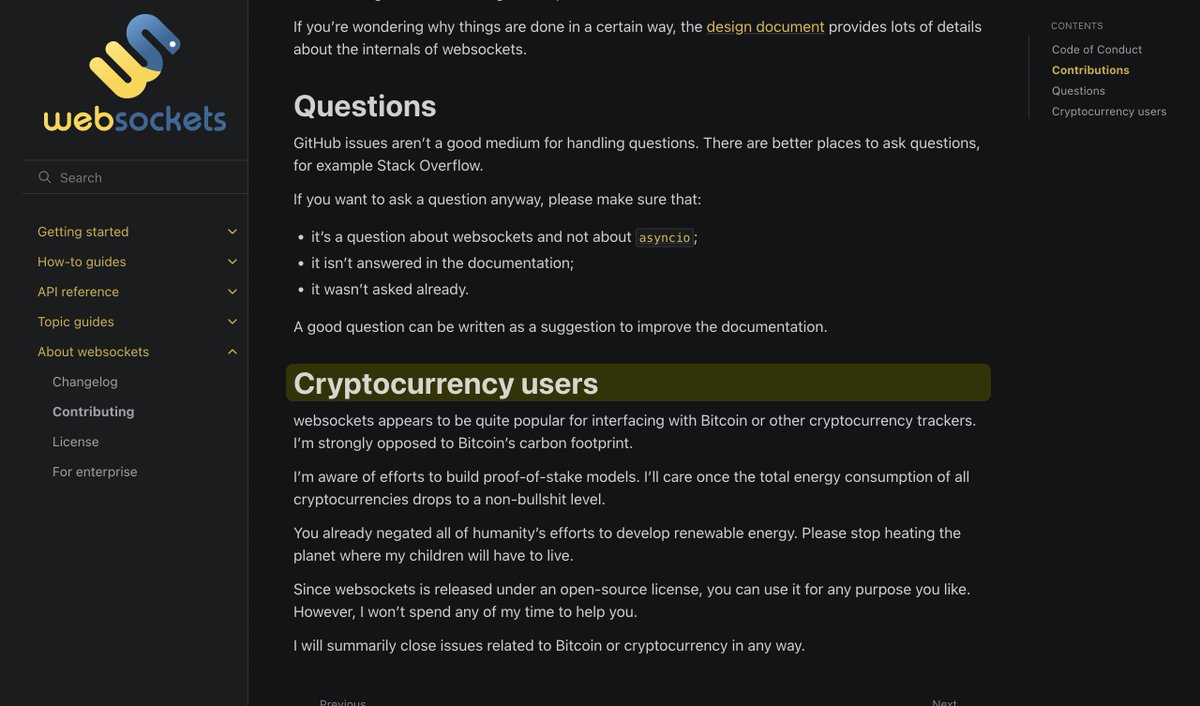 websockets
Search
Getting started
How-to guides
API reference
Topic guides
About websockets
Changelog
Contributing
License
For enterprise
If you’re wondering why things are done in a certain way, the design document provides lots of details
about the internals of websockets.
Questions
GitHub issues aren’t a good medium for handling questions. There are better places to ask questions,
for example Stack Overflow.
If you want to ask a question anyway, please make sure that:
• it’s a question about websockets and not about asyncio;
• it isn’t answered in the documentation;
• it wasn’t asked already.
A good question can be written as a suggestion to improve the documentation.
Cryptocurrency users
websockets appears to be quite popular for interfacing with Bitcoin or other cryptocurrency trackers.
I’m strongly opposed to Bitcoin’s carbon footprint.
I’m aware of efforts to build proof-of-stake models. I’ll care once the total energy consumption of all
cryptocurrencies drops to a non-bullshit level.
You already negated all of humanity’s efforts to develop renewable energy. Please stop heating the
planet where my children will have to live.
Since websockets is released under an open-source license, you can use it for any purpose you like.
However, I won’t spend any of my time to help you.
I will summarily close issues related to Bitcoin or cryptocurrency in any way.
Previous
Next
CONTENTS
Code of Conduct
Contributions
Questions
Cryptocurrency users